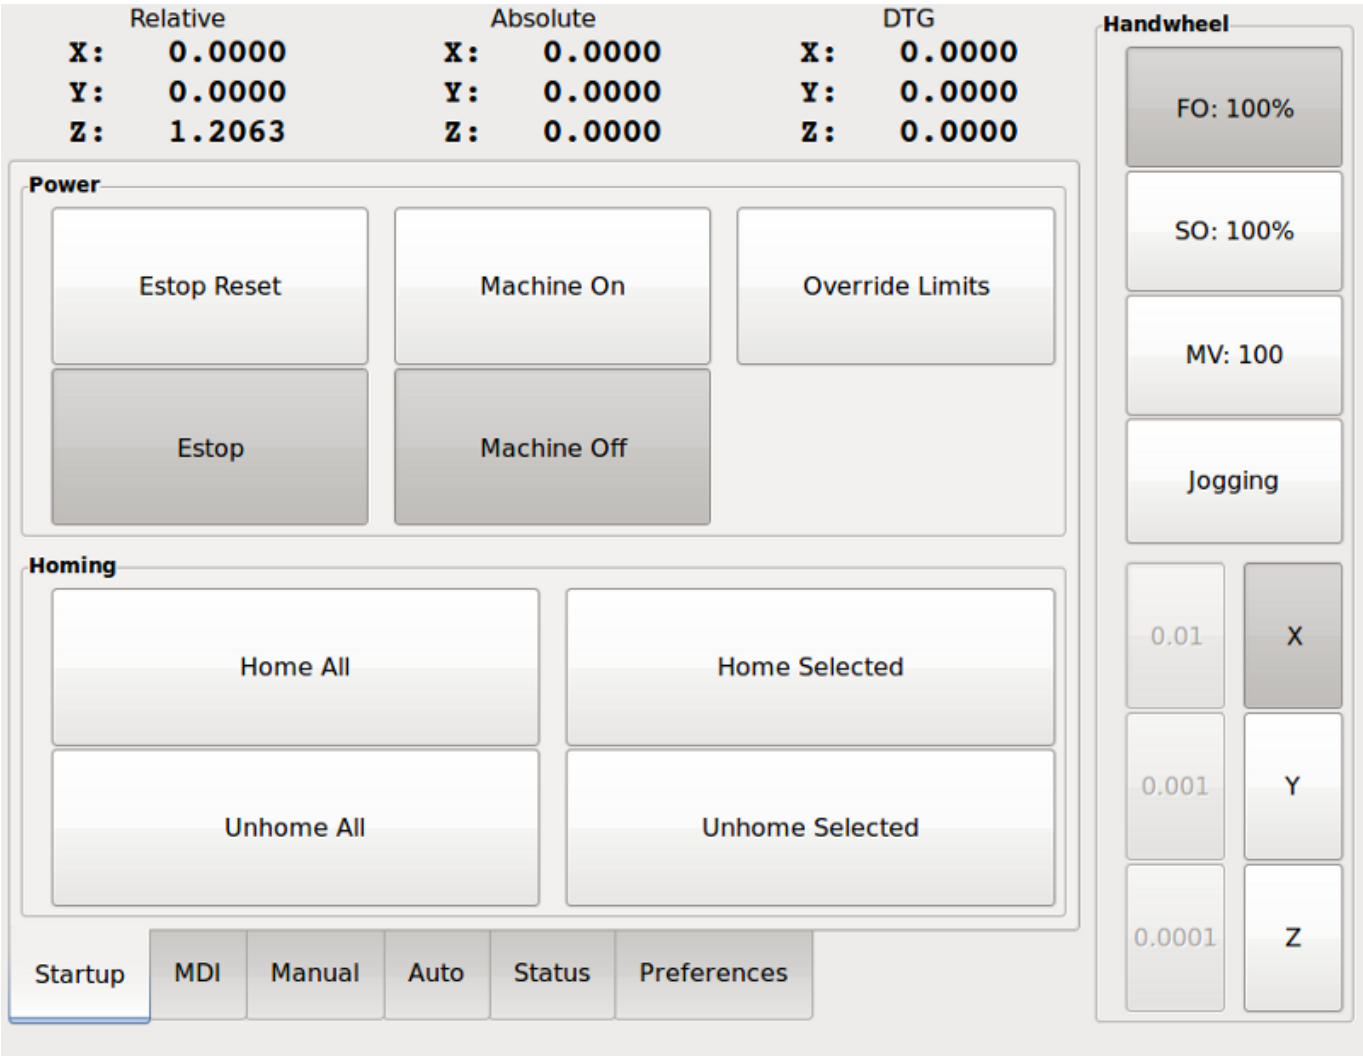 Relative Absolute DTG
X: 0.0000 X: 0.0000 X: 0.0000
Y: 0.0000 Y: 0.0000 Y: 0.0000
Z: 1.2063 Z: 0.0000 Z: 0.0000
Power
Estop Reset Machine On Override Limits
Estop Machine Off
Homing
Home All Home Selected
Unhome All Unhome Selected
Startup MDI Manual Auto Status Preferences
Handwheel
FO: 100%
SO: 100%
MV: 100
Jogging
0.01 X
0.001 Y
0.0001 Z